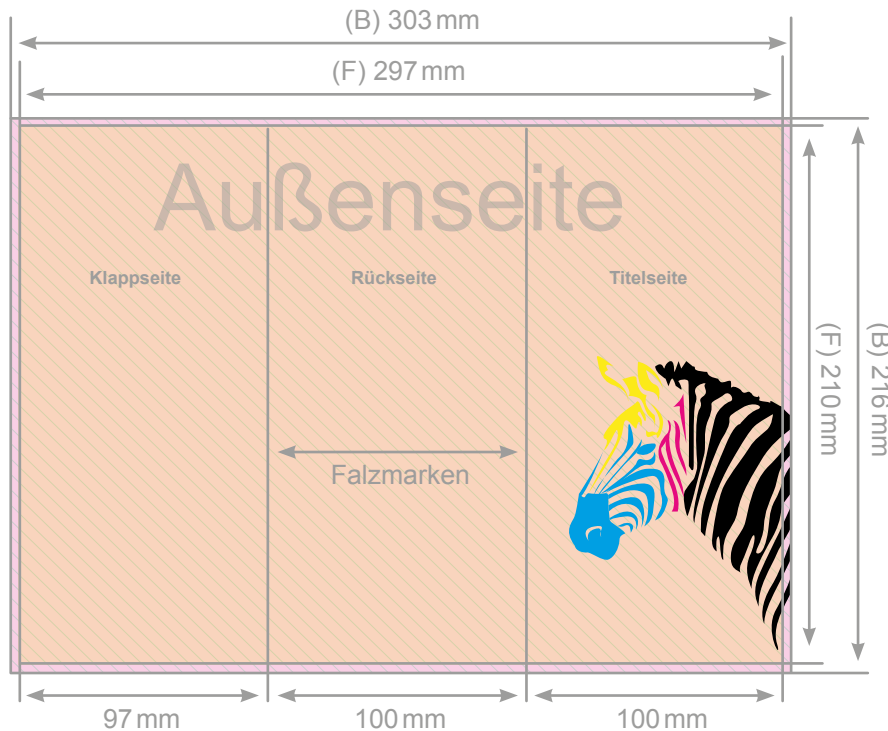 (B) 303 mm
(F) 297 mm
Außenseite
Klappseite
Rückseite
Titelseite
(F) 210 mm
(B) 216 mm
Falzmarken
97 mm
100 mm
100 mm